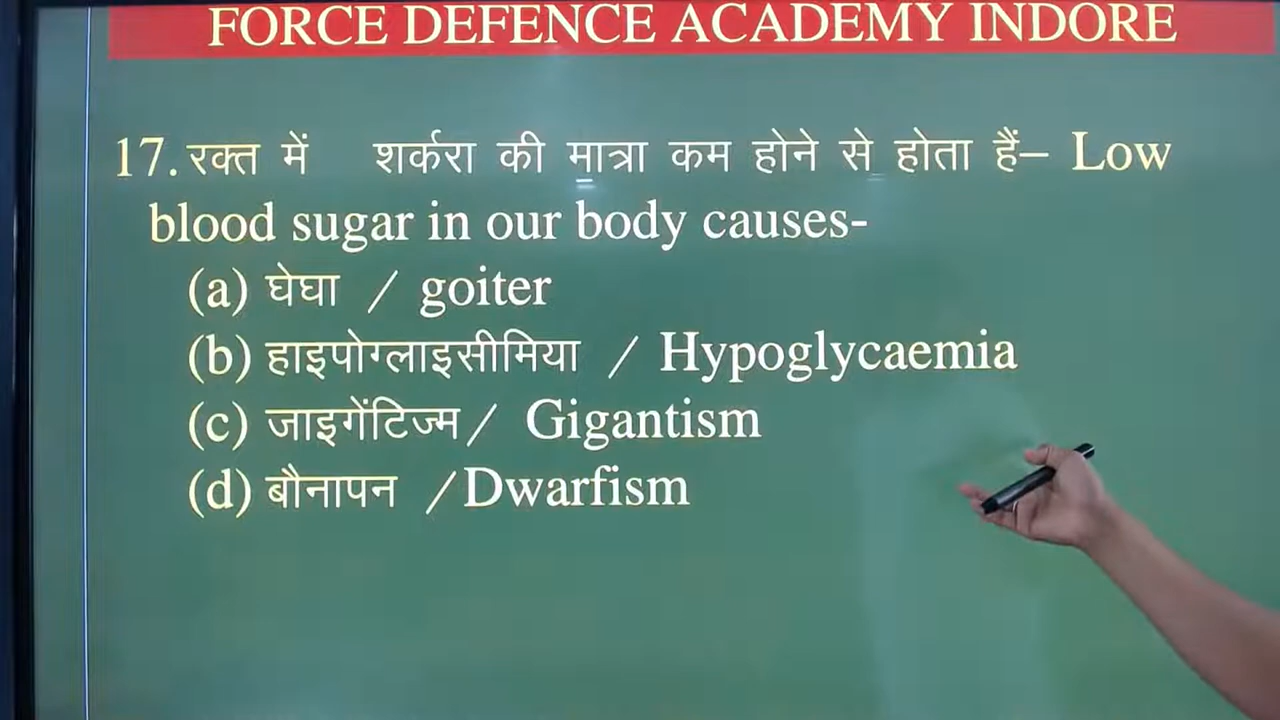 FORCE DEFENCE ACADEMY INDORE
17. रक्त में शर्करा की मात्रा कम होने से होता हैं– Low
blood sugar in our body causes-
(a) घेघा / goiter
(b) हाइपोग्लाइसीमिया / Hypoglycaemia
(c) जाइगेंटिज्म/ Gigantism
(d) बौनापन /Dwarfism